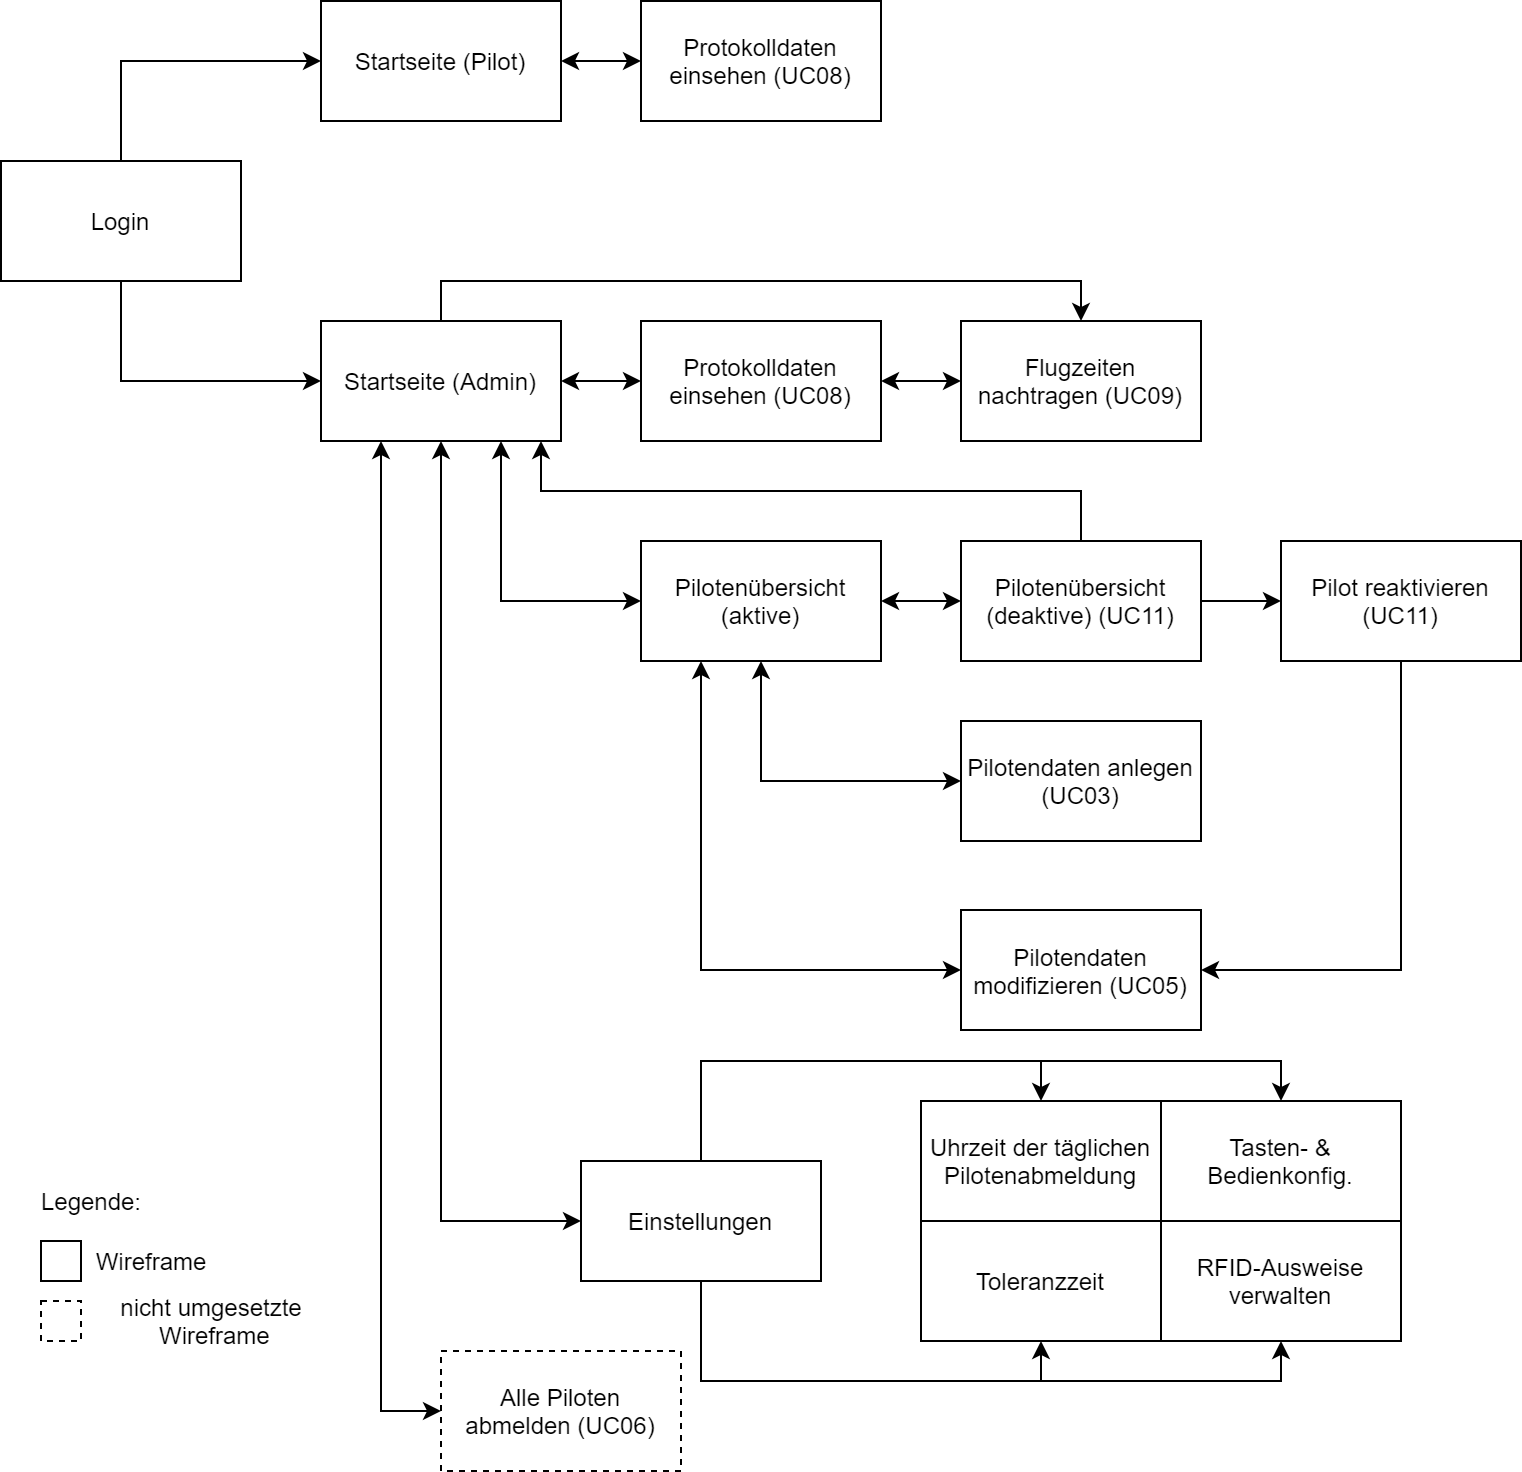 Startseite (Pilot)
Protokolldaten
einsehen (UC08)
Login
Startseite (Admin)
Protokolldaten
einsehen (UC08)
Flugzeiten
nachtragen (UC09)
Pilotenübersicht
(aktive)
Pilotenübersicht
(deaktive) (UC11)
Pilot reaktivieren
(UC11)
Pilotendaten anlegen
(UC03)
Pilotendaten
modifizieren (UC05)
Uhrzeit der täglichen
Pilotenabmeldung
Tasten- &
Bedienkonfig.
Einstellungen
Toleranzzeit
RFID-Ausweise
verwalten
Legende:
Wireframe
nicht umgesetzte
Wireframe
Alle Piloten
abmelden (UC06)